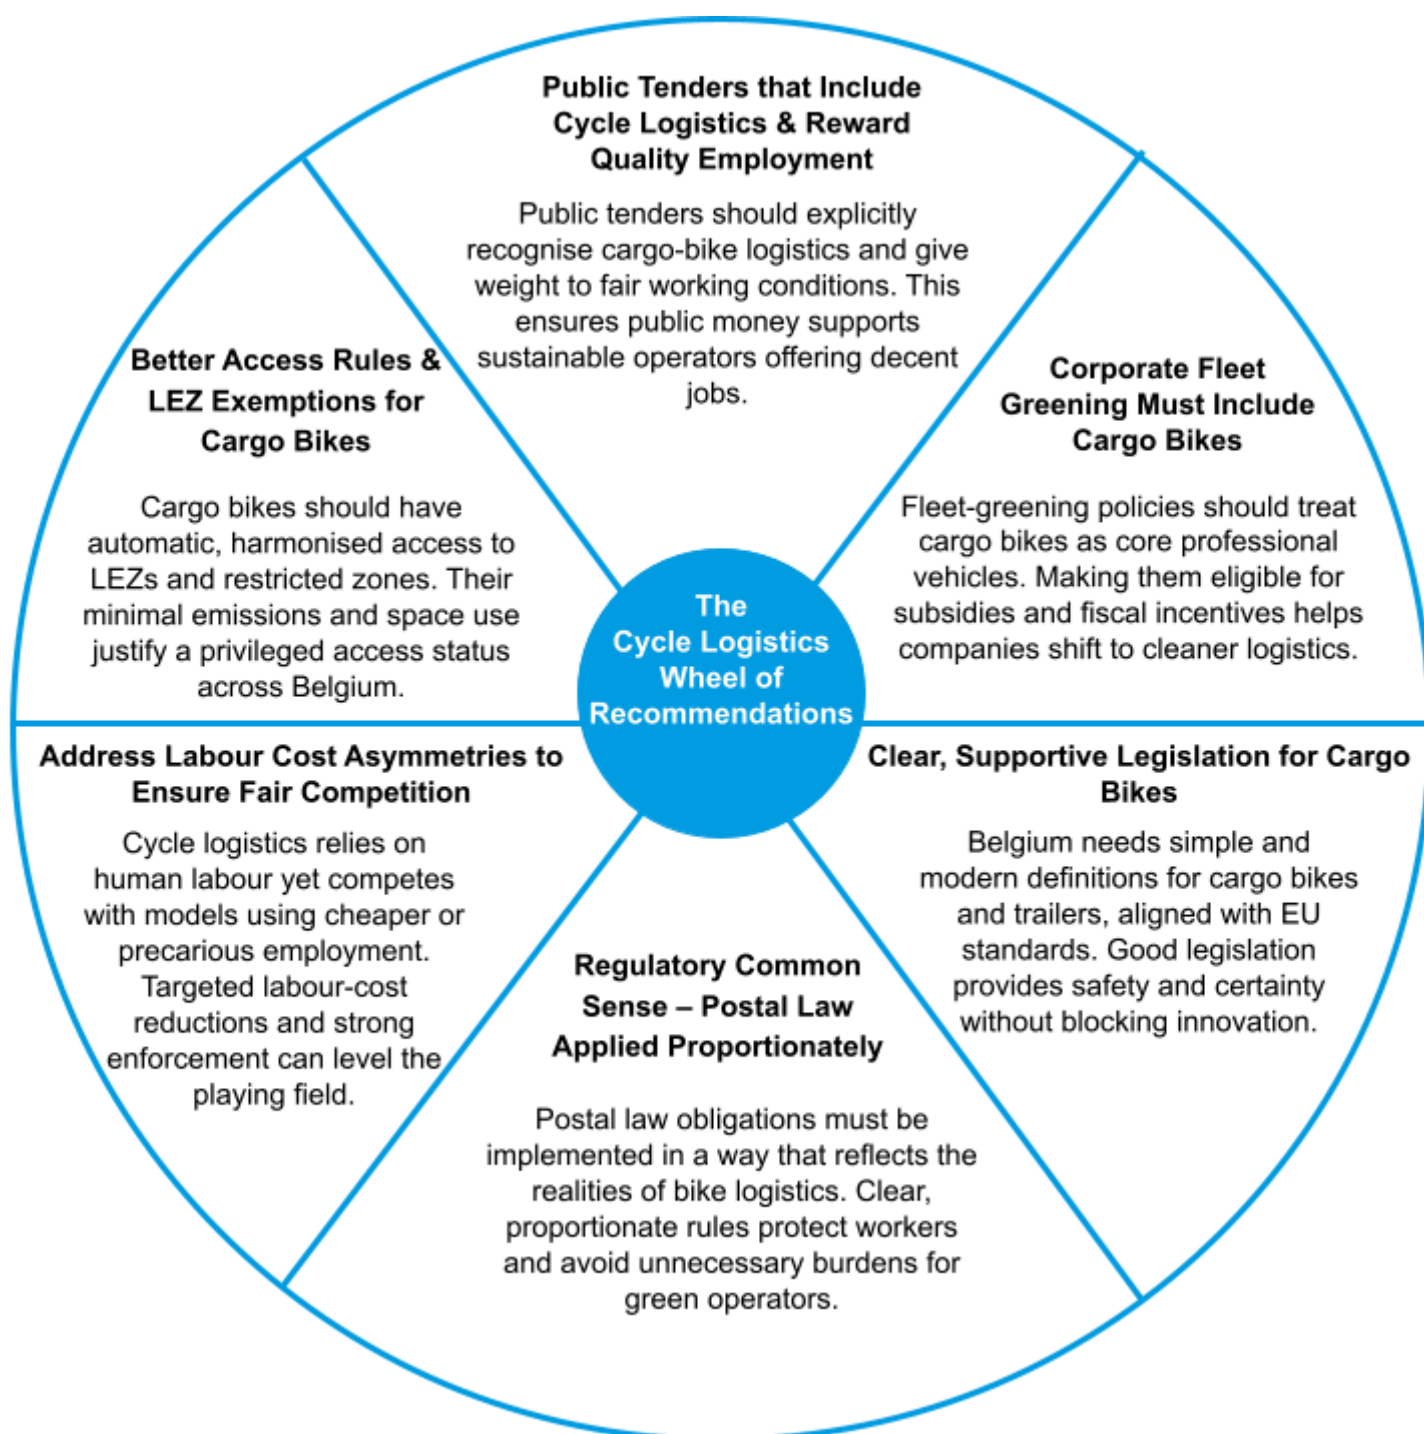 Public Tenders that Include
Cycle Logistics & Reward
Quality Employment
Public tenders should explicitly
recognise cargo-bike logistics and give
weight to fair working conditions. This
ensures public money supports
sustainable operators offering decent
jobs.
Corporate Fleet
Greening Must Include
Cargo Bikes
Fleet-greening policies should treat
cargo bikes as core professional
vehicles. Making them eligible for
subsidies and fiscal incentives helps
companies shift to cleaner logistics.
Clear, Supportive Legislation for Cargo
Bikes
Belgium needs simple and
modern definitions for cargo bikes
and trailers, aligned with EU
standards. Good legislation
provides safety and certainty
without blocking innovation.
Regulatory Common
Sense – Postal Law
Applied Proportionately
Postal law obligations must be
implemented in a way that reflects the
realities of bike logistics. Clear,
proportionate rules protect workers
and avoid unnecessary burdens for
green operators.
Address Labour Cost Asymmetries to
Ensure Fair Competition
Cycle logistics relies on
human labour yet competes
with models using cheaper or
precarious employment.
Targeted labour-cost
reductions and strong
enforcement can level the
playing field.
Better Access Rules &
LEZ Exemptions for
Cargo Bikes
Cargo bikes should have
automatic, harmonised access to
LEZs and restricted zones. Their
minimal emissions and space use
justify a privileged access status
across Belgium.
The
Cycle Logistics
Wheel of
Recommendations